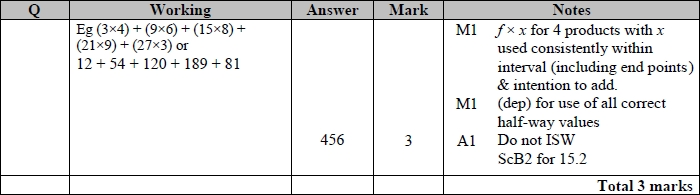 Q Working Answer Mark Notes
Eg (3×4) + (9×6) + (15×8) +
(21×9) + (27×3) or
12 + 54 + 120 + 189 + 81
456 3
M1 f × x for 4 products with x
used consistently within
interval (including end points)
& intention to add.
M1 (dep) for use of all correct
half-way values
A1 Do not ISW
ScB2 for 15.2
Total 3 marks